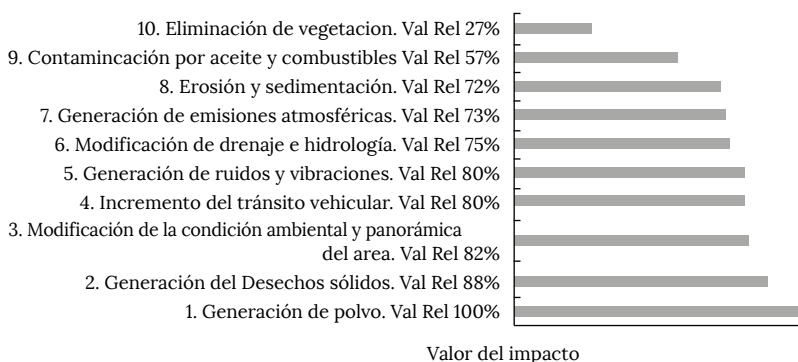 10. Eliminación de vegetacion. Val Rel 27%
9. Contamincación por aceite y combustibles Val Rel 57%
8. Erosión y sedimentación. Val Rel 72%
7. Generación de emisiones atmosféricas. Val Rel 73%
6. Modificación de drenaje e hidrología. Val Rel 75%
5. Generación de ruidos y vibraciones. Val Rel 80%
4. Incremento del tránsito vehicular. Val Rel 80%
3. Modificación de la condición ambiental y panorámica
del area. Val Rel 82%
2. Generación del Desechos sólidos. Val Rel 88%
1. Generación de polvo. Val Rel 100%
Valor del impacto